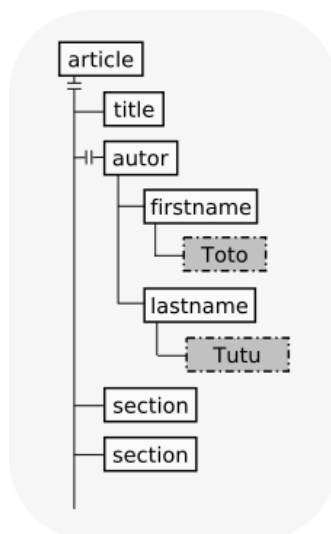 article
title
autor
firstname
Toto
lastname
Tutu
section
section